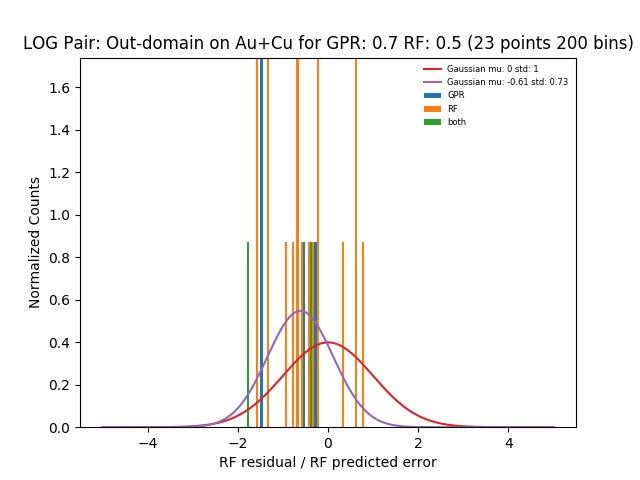 LOG Pair: Out-domain on Au+Cu for GPR: 0.7 RF: 0.5 (23 points 200 bins)
Gaussian mu: 0 std: 1
Gaussian mu: -0.61 std: 0.73
GPR
RF
both
Normalized Counts
1.6
1.4
1.2
1.0
0.8
0.6
0.4
0.2
0.0
−4 −2 0 2 4
RF residual / RF predicted error